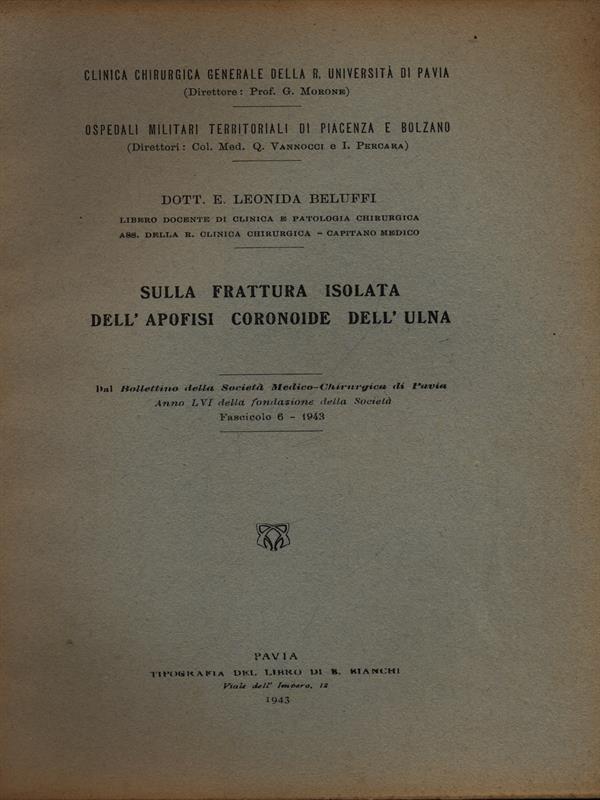 CLINICA CHIRURGICA GENERALE DELLA R. UNIVERSITÀ DI PAVIA
(Direttore: Prof. G. MORONE)
OSPEDALI MILITARI TERRITORIALI DI PIACENZA E BOLZANO
(Direttori: Col. Med. Q. VANNOCCI e I. PERCARA)
DOTT. E. LEONIDA BELUFFI
LIBERO DOCENTE DI CLINICA E PATOLOGIA CHIRURGICA
ASS. DELLA R. CLINICA CHIRURGICA - CAPITANO MEDICO
SULLA FRATTURA ISOLATA
DELL' APOFISI CORONOIDE DELL' ULNA
Dal Bollettino della Società Medico-Chirurgica di Pavia
Anno LVI della fondazione della Società
Fascicolo 6 - 1943
PAVIA
TIPOGRAFIA DEL LIBRO DI B. BIANCHI
Viale dell' Impero, 12
1943